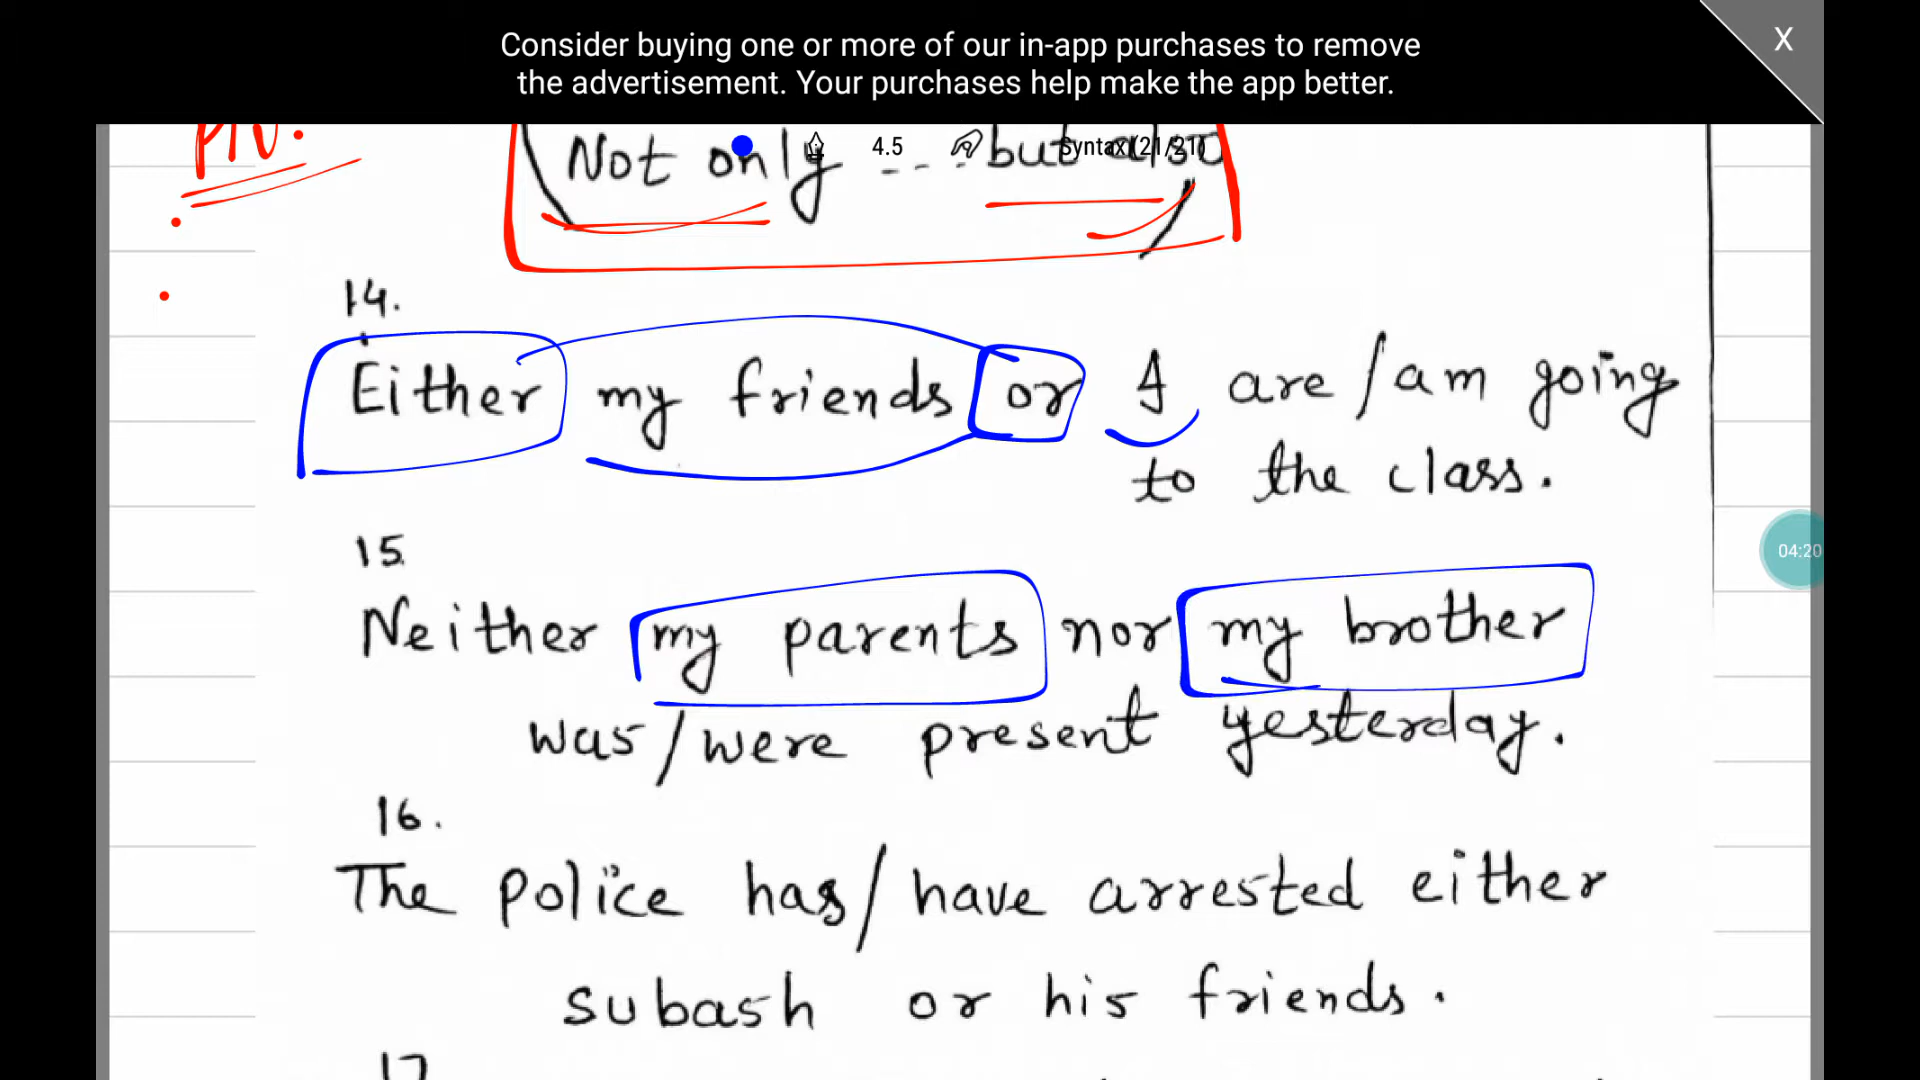 Consider buying one or more of our in-app purchases to remove
the advertisement. Your purchases help make the app better.
X
4.5
Syntax (21/21)
Not only ---- but also
14.
Either my friends or I are/am going
to the class.
04:20
15.
Neither my parents nor my brother
was/were present yesterday.
16.
The police has/have arrested either
subash or his friends.
17